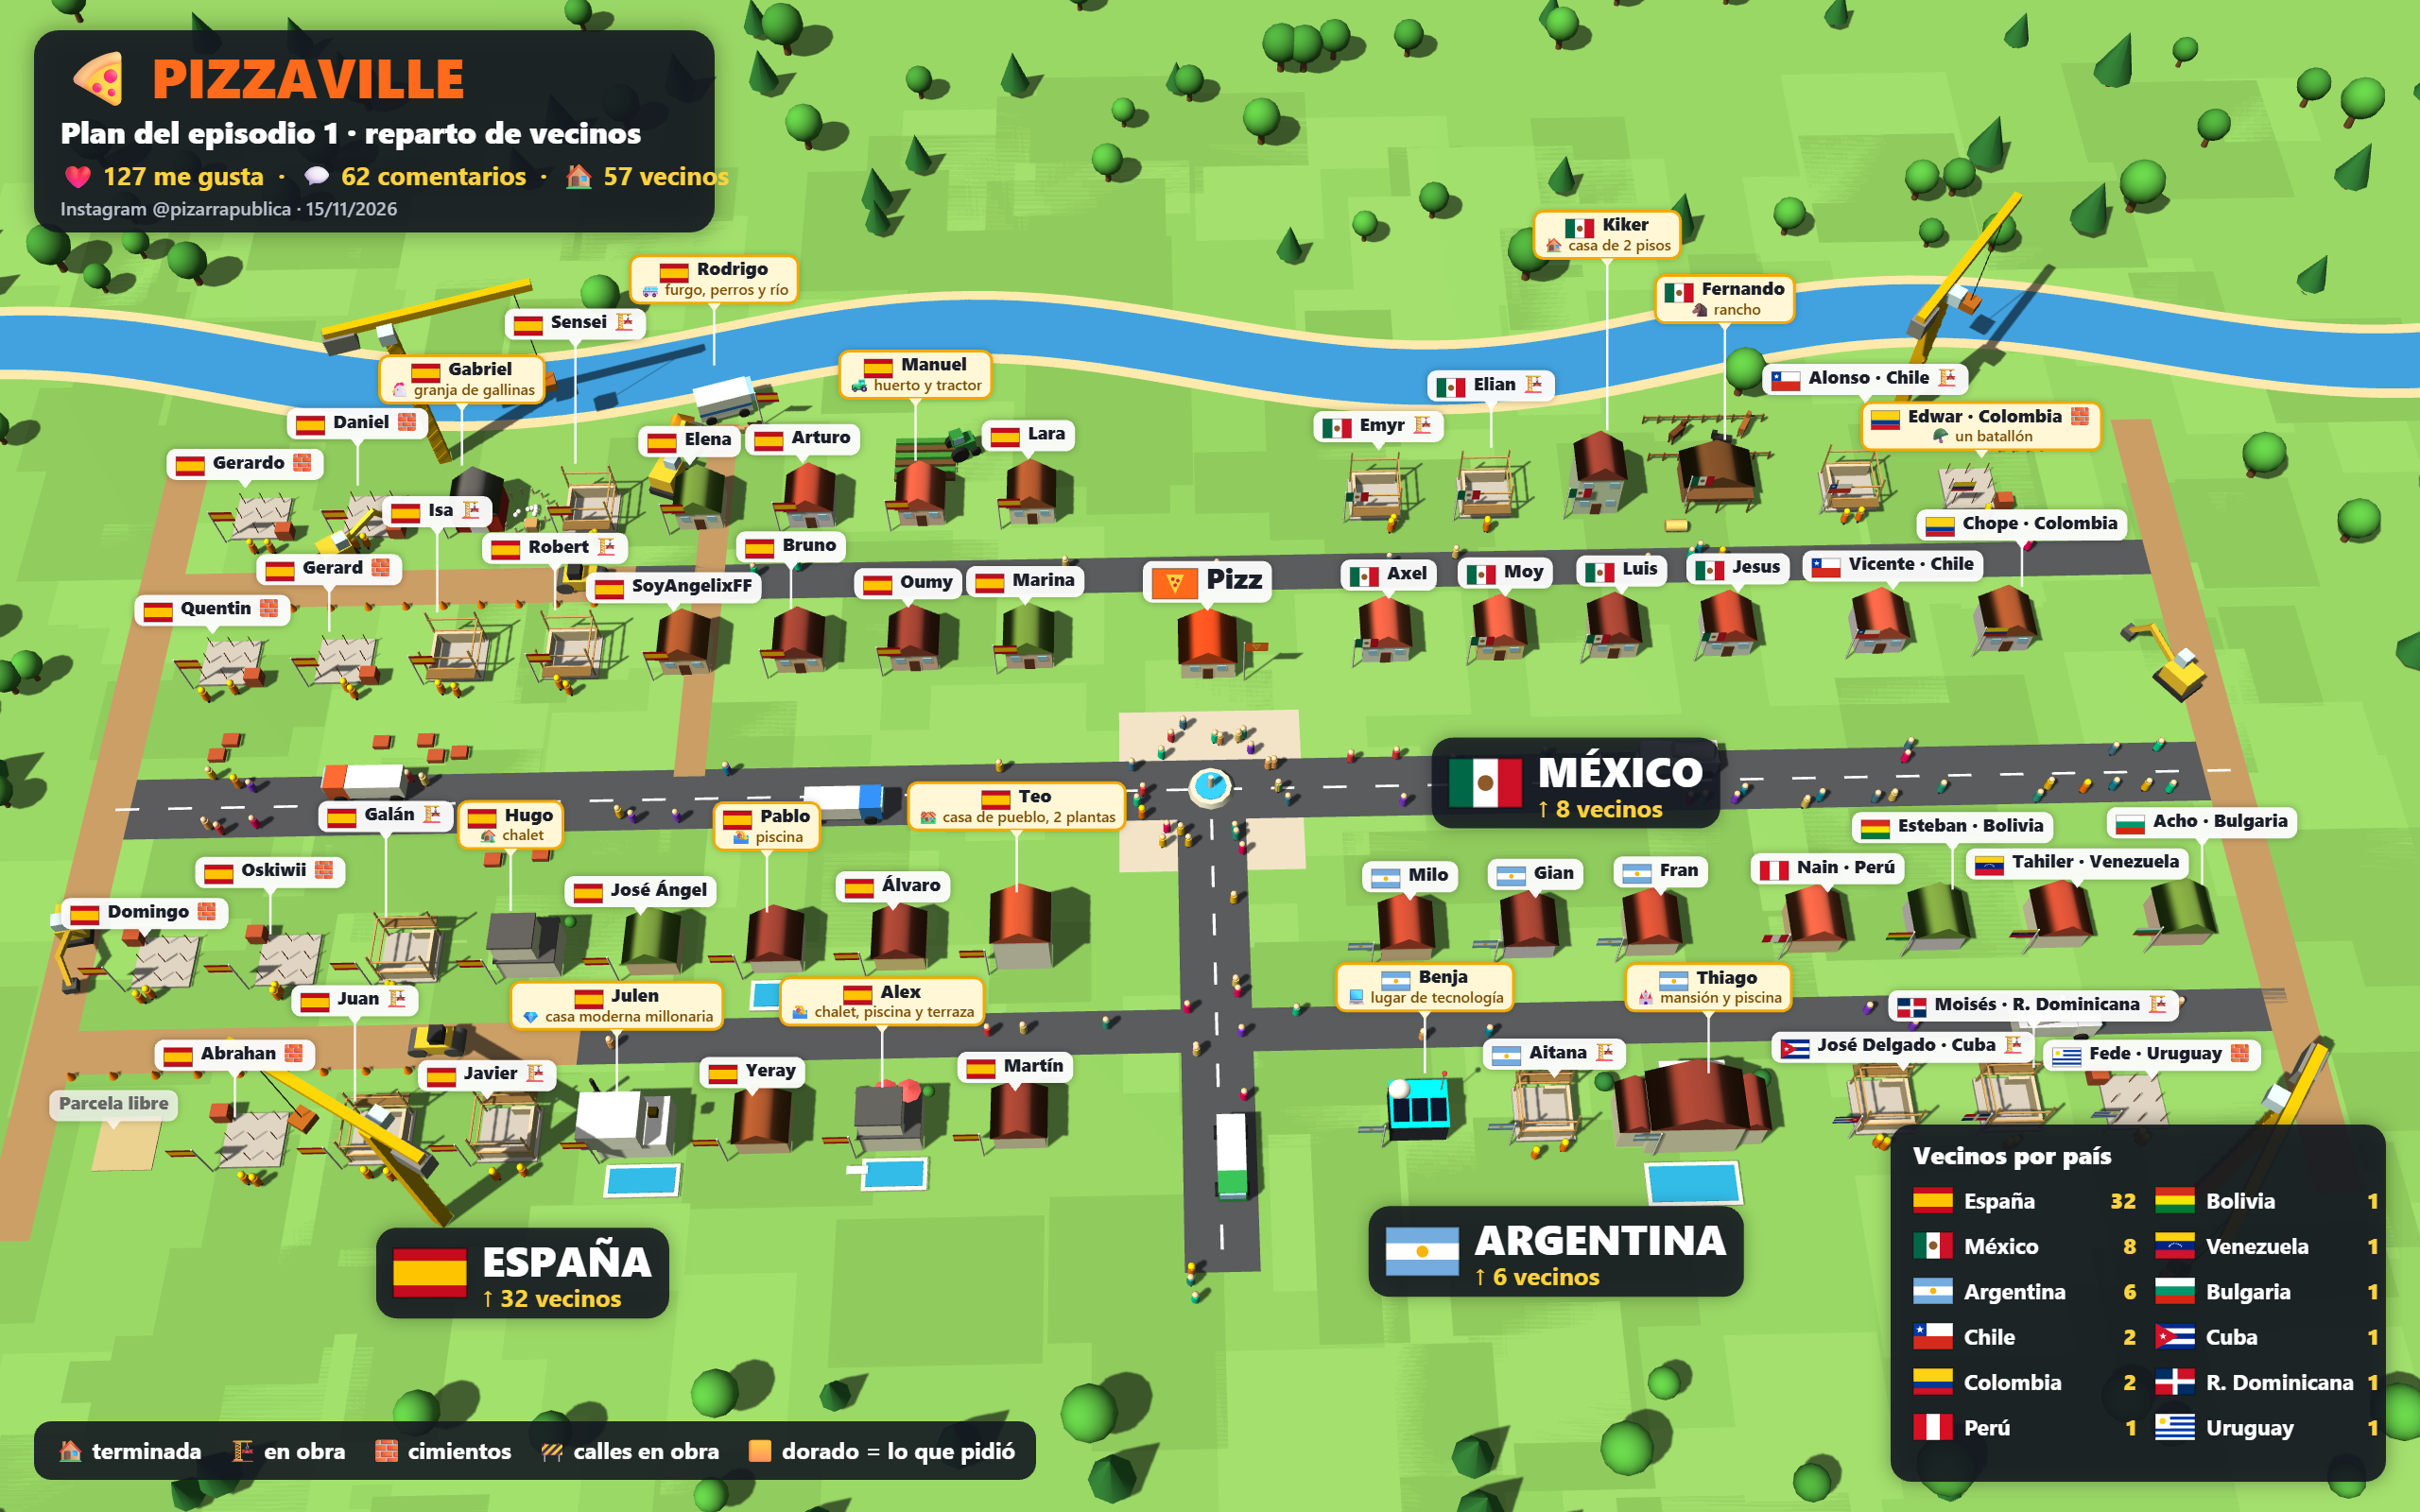 PIZZAVILLE
Plan del episodio 1 · reparto de vecinos
127 me gusta · 62 comentarios · 57 vecinos
Instagram @pizarrapublica · 15/11/2026
Kiker
casa de 2 pisos
Rodrigo
furgo, perros y río
Fernando
rancho
Sensei
Gabriel
granja de gallinas
Manuel
huerto y tractor
Elian
Alonso · Chile
Daniel
Elena
Arturo
Lara
Emyr
Edwar · Colombia
un batallón
Gerardo
Isa
Chope · Colombia
Robert
Bruno
Gerard
SoyAngelixFF
Oumy
Marina
Pizz
Axel
Moy
Luis
Jesus
Vicente · Chile
Quentin
MÉXICO
↑ 8 vecinos
Galán
Hugo
chalet
Pablo
piscina
Teo
casa de pueblo, 2 plantas
Esteban · Bolivia
Acho · Bulgaria
Oskiwii
José Ángel
Álvaro
Milo
Gian
Fran
Nain · Perú
Tahiler · Venezuela
Domingo
Juan
Julen
casa moderna millonaria
Alex
chalet, piscina y terraza
Benja
lugar de tecnología
Thiago
mansión y piscina
Moisés · R. Dominicana
Abrahan
Javier
Yeray
Martín
Aitana
José Delgado · Cuba
Fede · Uruguay
Parcela libre
ESPAÑA
↑ 32 vecinos
ARGENTINA
↑ 6 vecinos
Vecinos por país
España 32
Bolivia 1
México 8
Venezuela 1
Argentina 6
Bulgaria 1
Chile 2
Cuba 1
Colombia 2
R. Dominicana 1
Perú 1
Uruguay 1
terminada en obra cimientos calles en obra dorado = lo que pidió